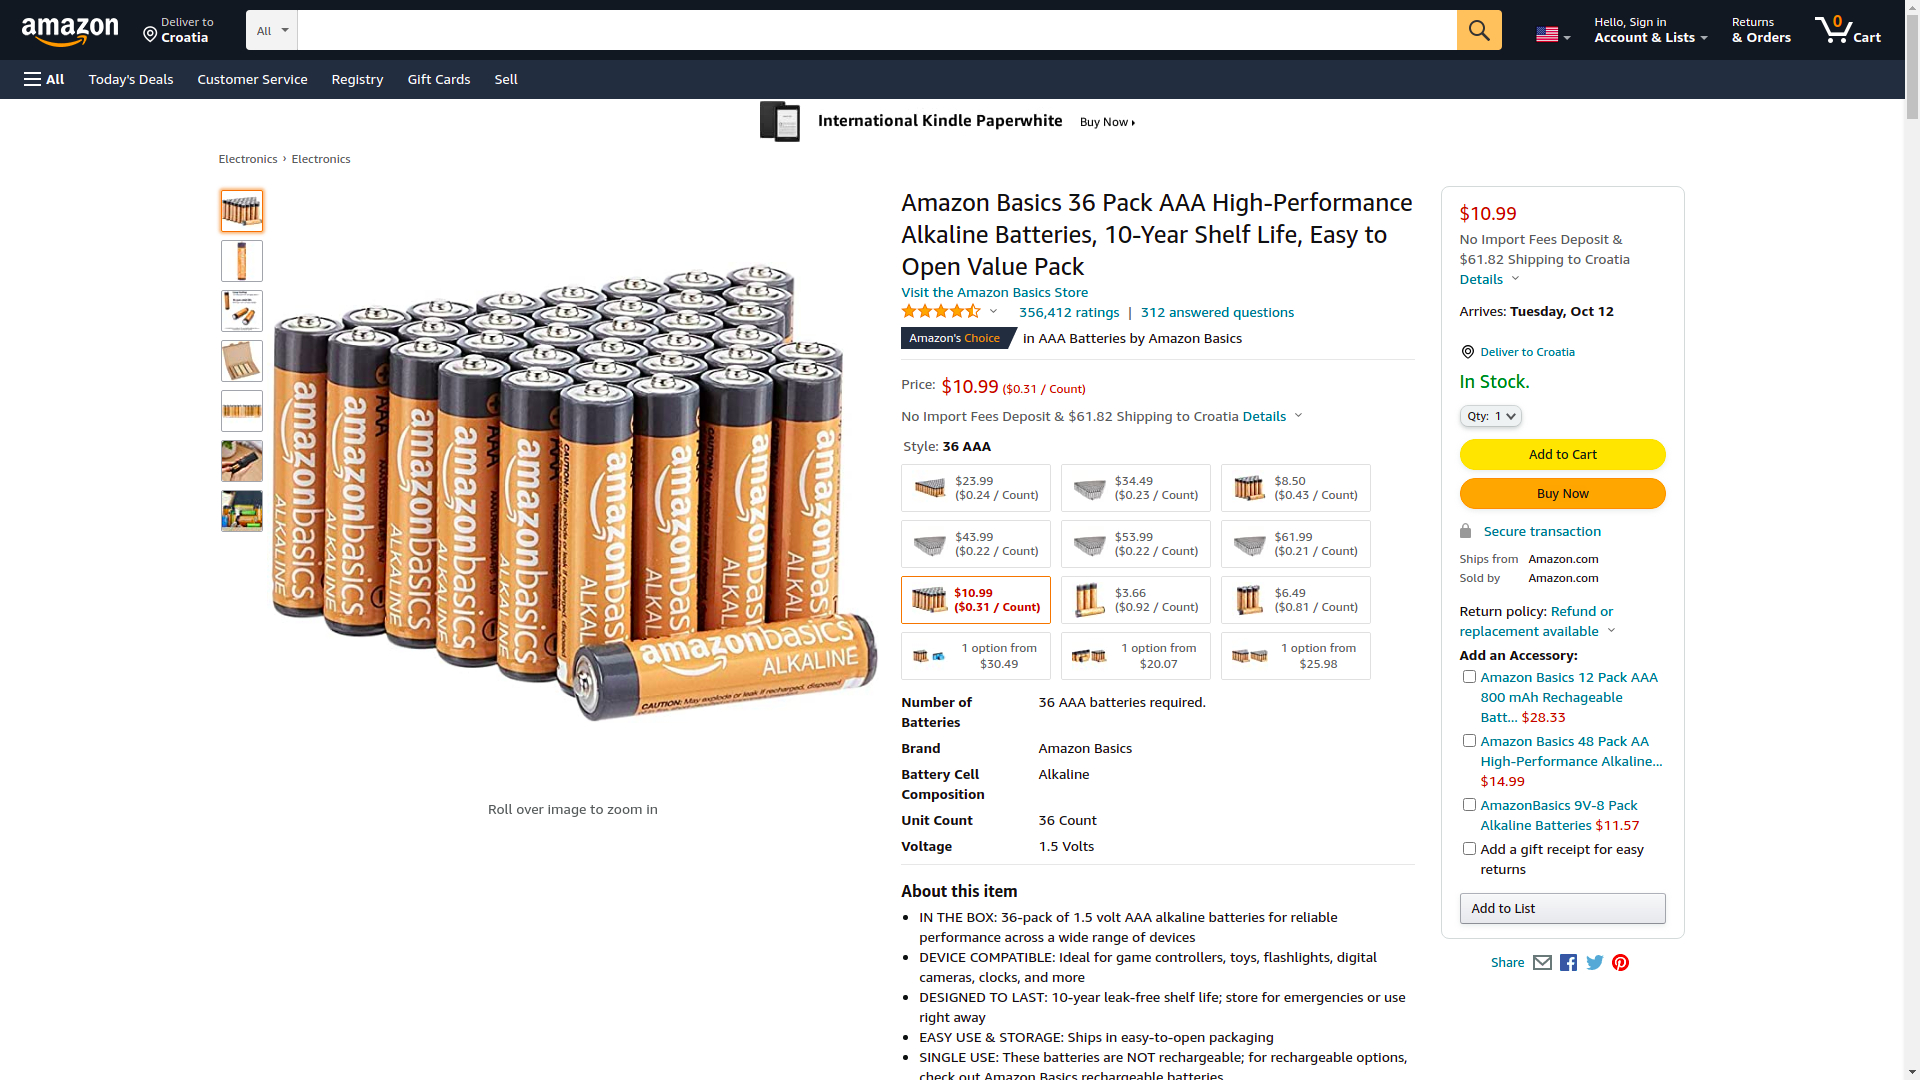 amazon
Deliver to
Croatia
All
Hello, Sign in
Account & Lists
Returns
& Orders
0
Cart
All
Today's Deals
Customer Service
Registry
Gift Cards
Sell
International Kindle Paperwhite
Buy Now
Electronics › Electronics
amazonbasics
ALKALINE
AAA
amazonbasics
ALKALINE
CAUTION: May explode or leak if recharged, disposed
Roll over image to zoom in
Amazon Basics 36 Pack AAA High-Performance
Alkaline Batteries, 10-Year Shelf Life, Easy to
Open Value Pack
Visit the Amazon Basics Store
356,412 ratings | 312 answered questions
Amazon's Choice in AAA Batteries by Amazon Basics
Price: $10.99 ($0.31 / Count)
No Import Fees Deposit & $61.82 Shipping to Croatia Details
Style: 36 AAA
$23.99
($0.24 / Count)
$34.49
($0.23 / Count)
$8.50
($0.43 / Count)
$43.99
($0.22 / Count)
$53.99
($0.22 / Count)
$61.99
($0.21 / Count)
$10.99
($0.31 / Count)
$3.66
($0.92 / Count)
$6.49
($0.81 / Count)
1 option from
$30.49
1 option from
$20.07
1 option from
$25.98
Number of
Batteries
36 AAA batteries required.
Brand
Amazon Basics
Battery Cell
Composition
Alkaline
Unit Count
36 Count
Voltage
1.5 Volts
About this item
• IN THE BOX: 36-pack of 1.5 volt AAA alkaline batteries for reliable
performance across a wide range of devices
• DEVICE COMPATIBLE: Ideal for game controllers, toys, flashlights, digital
cameras, clocks, and more
• DESIGNED TO LAST: 10-year leak-free shelf life; store for emergencies or use
right away
• EASY USE & STORAGE: Ships in easy-to-open packaging
• SINGLE USE: These batteries are NOT rechargeable; for rechargeable options,
check out Amazon Basics rechargeable batteries
$10.99
No Import Fees Deposit &
$61.82 Shipping to Croatia
Details
Arrives: Tuesday, Oct 12
Deliver to Croatia
In Stock.
Qty: 1
Add to Cart
Buy Now
Secure transaction
Ships from Amazon.com
Sold by Amazon.com
Return policy: Refund or
replacement available
Add an Accessory:
Amazon Basics 12 Pack AAA
800 mAh Rechageable
Batt... $28.33
Amazon Basics 48 Pack AA
High-Performance Alkaline...
$14.99
AmazonBasics 9V-8 Pack
Alkaline Batteries $11.57
Add a gift receipt for easy
returns
Add to List
Share